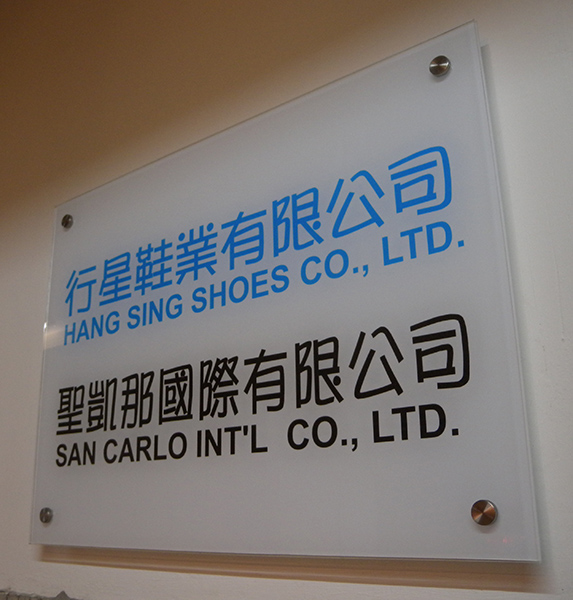 行星鞋業有限公司
HANG SING SHOES CO., LTD.
聖凱那國際有限公司
SAN CARLO INT'L CO., LTD.